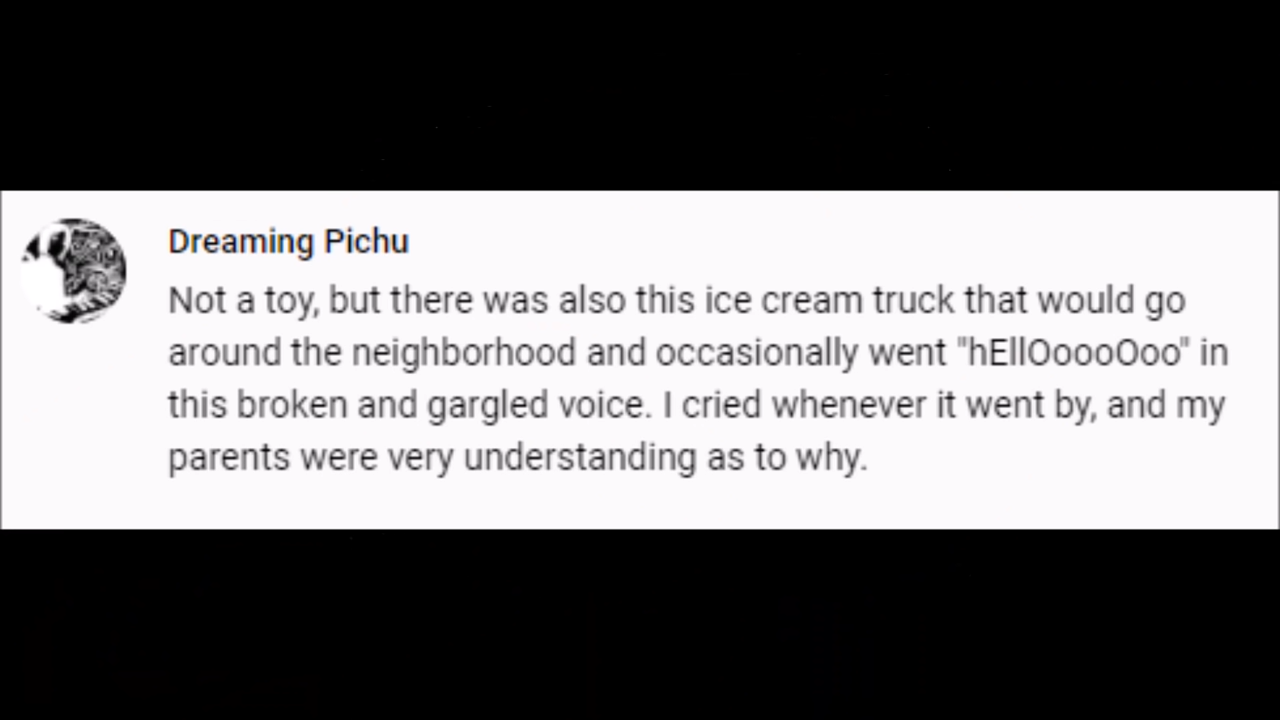 Dreaming Pichu
Not a toy, but there was also this ice cream truck that would go
around the neighborhood and occasionally went "hEllOoooOoo" in
this broken and gargled voice. I cried whenever it went by, and my
parents were very understanding as to why.